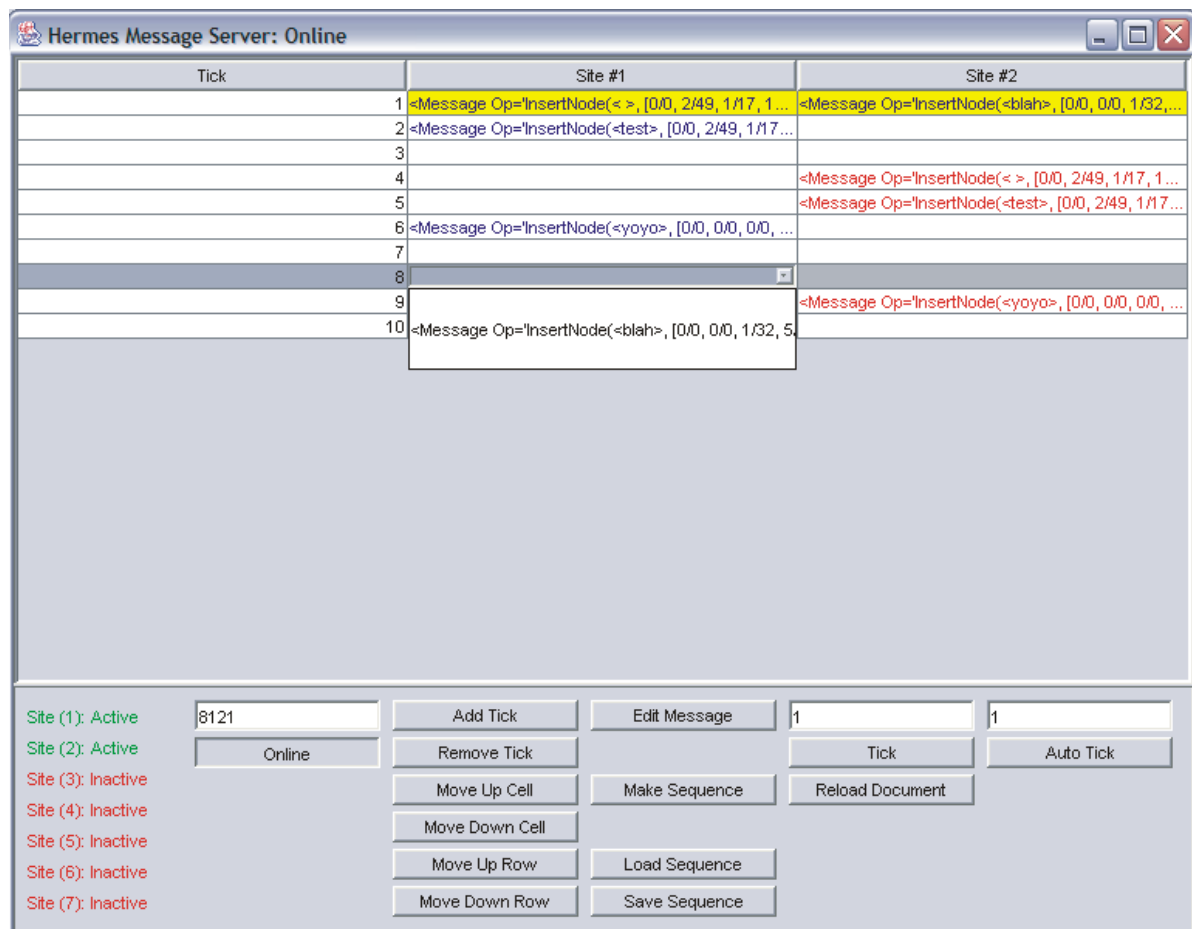 Hermes Message Server: Online
Tick Site #1 Site #2
1 <Message Op='InsertNode(< >, [0/0, 2/49, 1/17, 1... <Message Op='InsertNode(<blah>, [0/0, 0/0, 1/32,...
2 <Message Op='InsertNode(<test>, [0/0, 2/49, 1/17...
3
4 <Message Op='InsertNode(< >, [0/0, 2/49, 1/17, 1...
5 <Message Op='InsertNode(<test>, [0/0, 2/49, 1/17...
6 <Message Op='InsertNode(<yoyo>, [0/0, 0/0, 0/0, ...
7
8
9 <Message Op='InsertNode(<yoyo>, [0/0, 0/0, 0/0, ...
10 <Message Op='InsertNode(<blah>, [0/0, 0/0, 1/32, 5
Site (1): Active 8121 Add Tick Edit Message 1 1
Site (2): Active Online Remove Tick Tick Auto Tick
Site (3): Inactive Move Up Cell Make Sequence Reload Document
Site (4): Inactive
Site (5): Inactive Move Down Cell
Site (6): Inactive Move Up Row Load Sequence
Site (7): Inactive Move Down Row Save Sequence